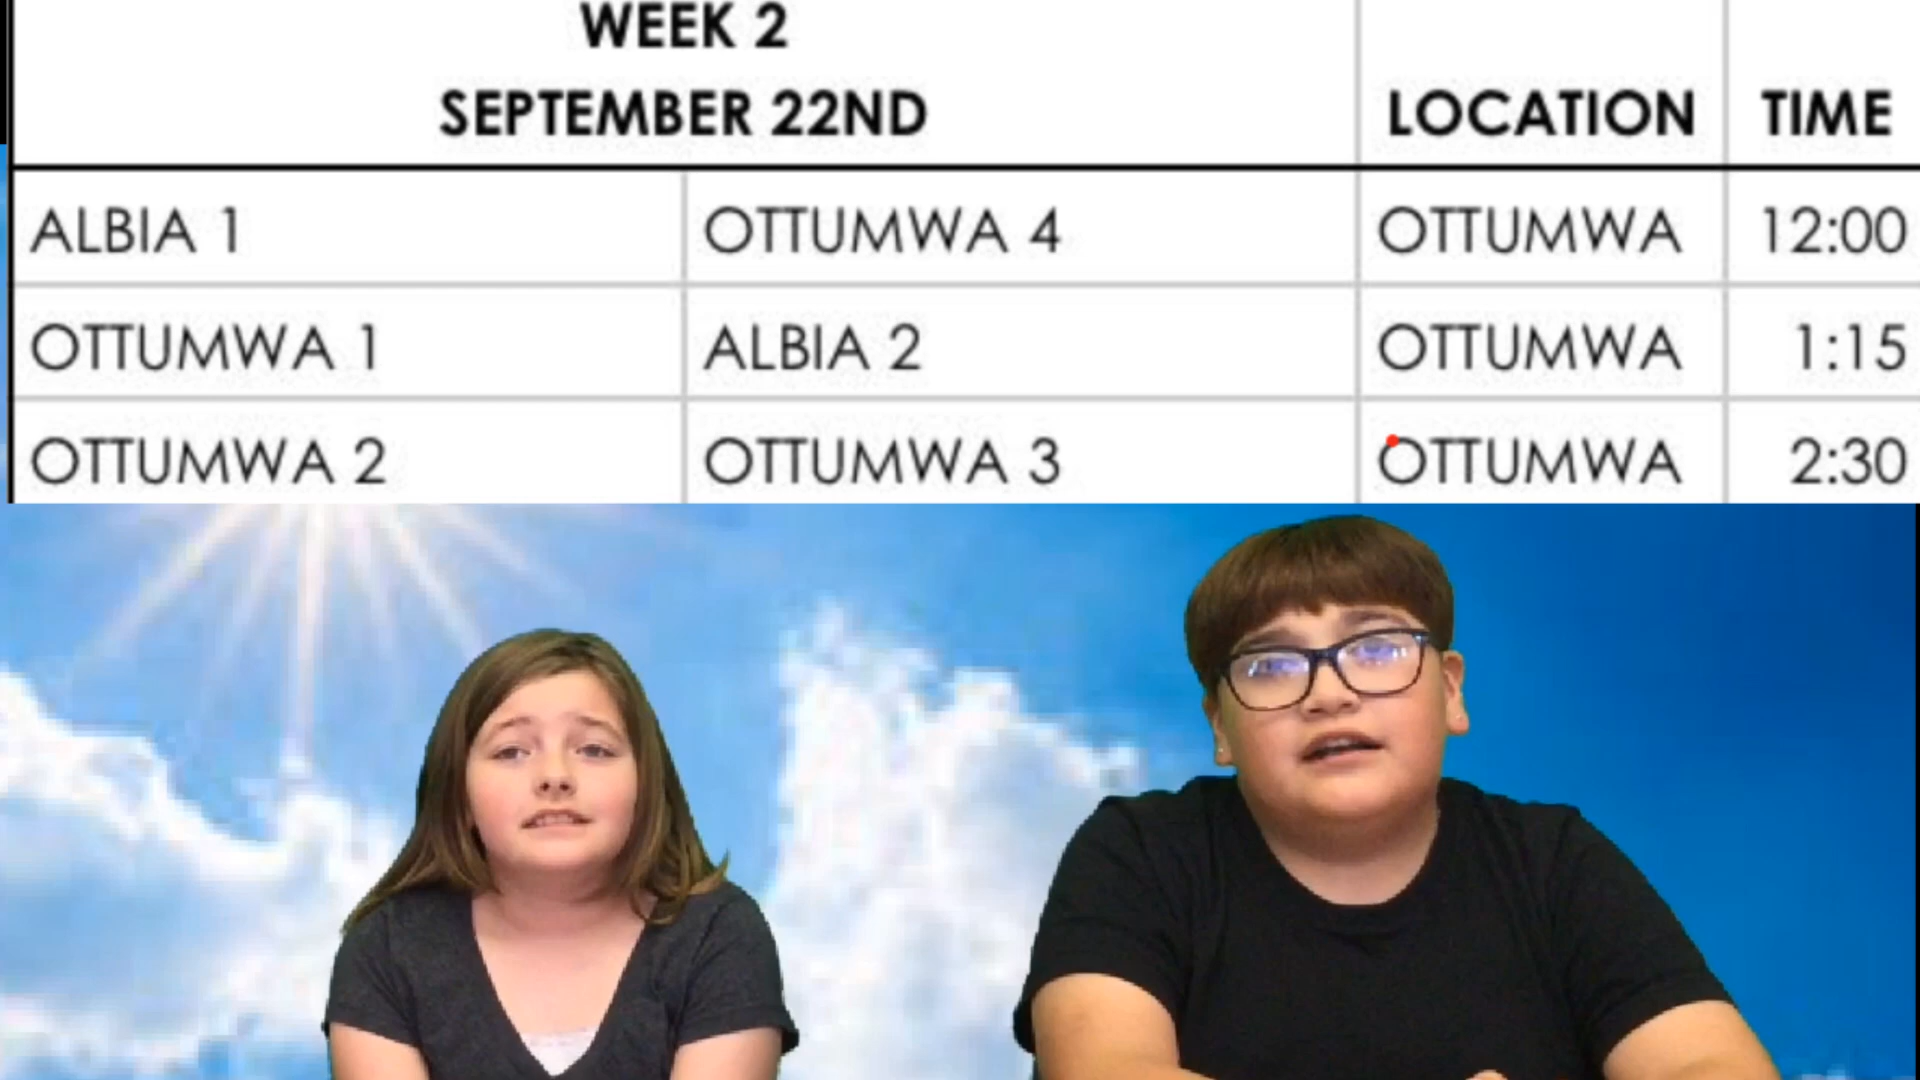 WEEK 2
SEPTEMBER 22ND LOCATION TIME
ALBIA 1 OTTUMWA 4 OTTUMWA 12:00
OTTUMWA 1 ALBIA 2 OTTUMWA 1:15
OTTUMWA 2 OTTUMWA 3 OTTUMWA 2:30